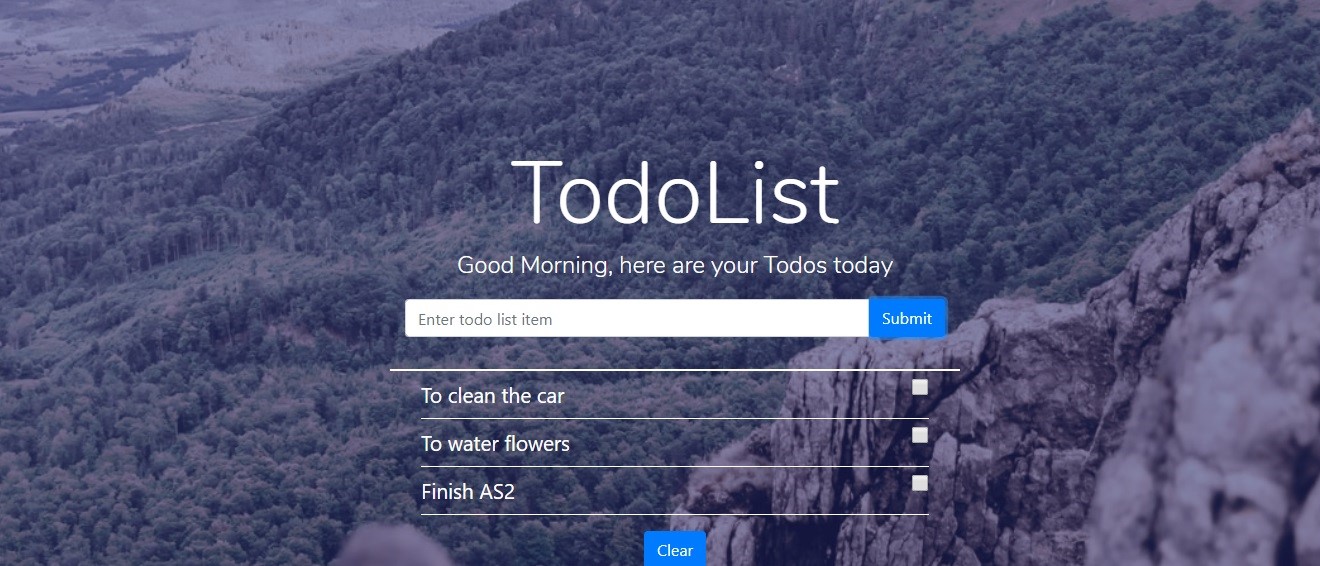 TodoList
Good Morning, here are your Todos today
Enter todo list item
Submit
To clean the car
To water flowers
Finish AS2
Clear